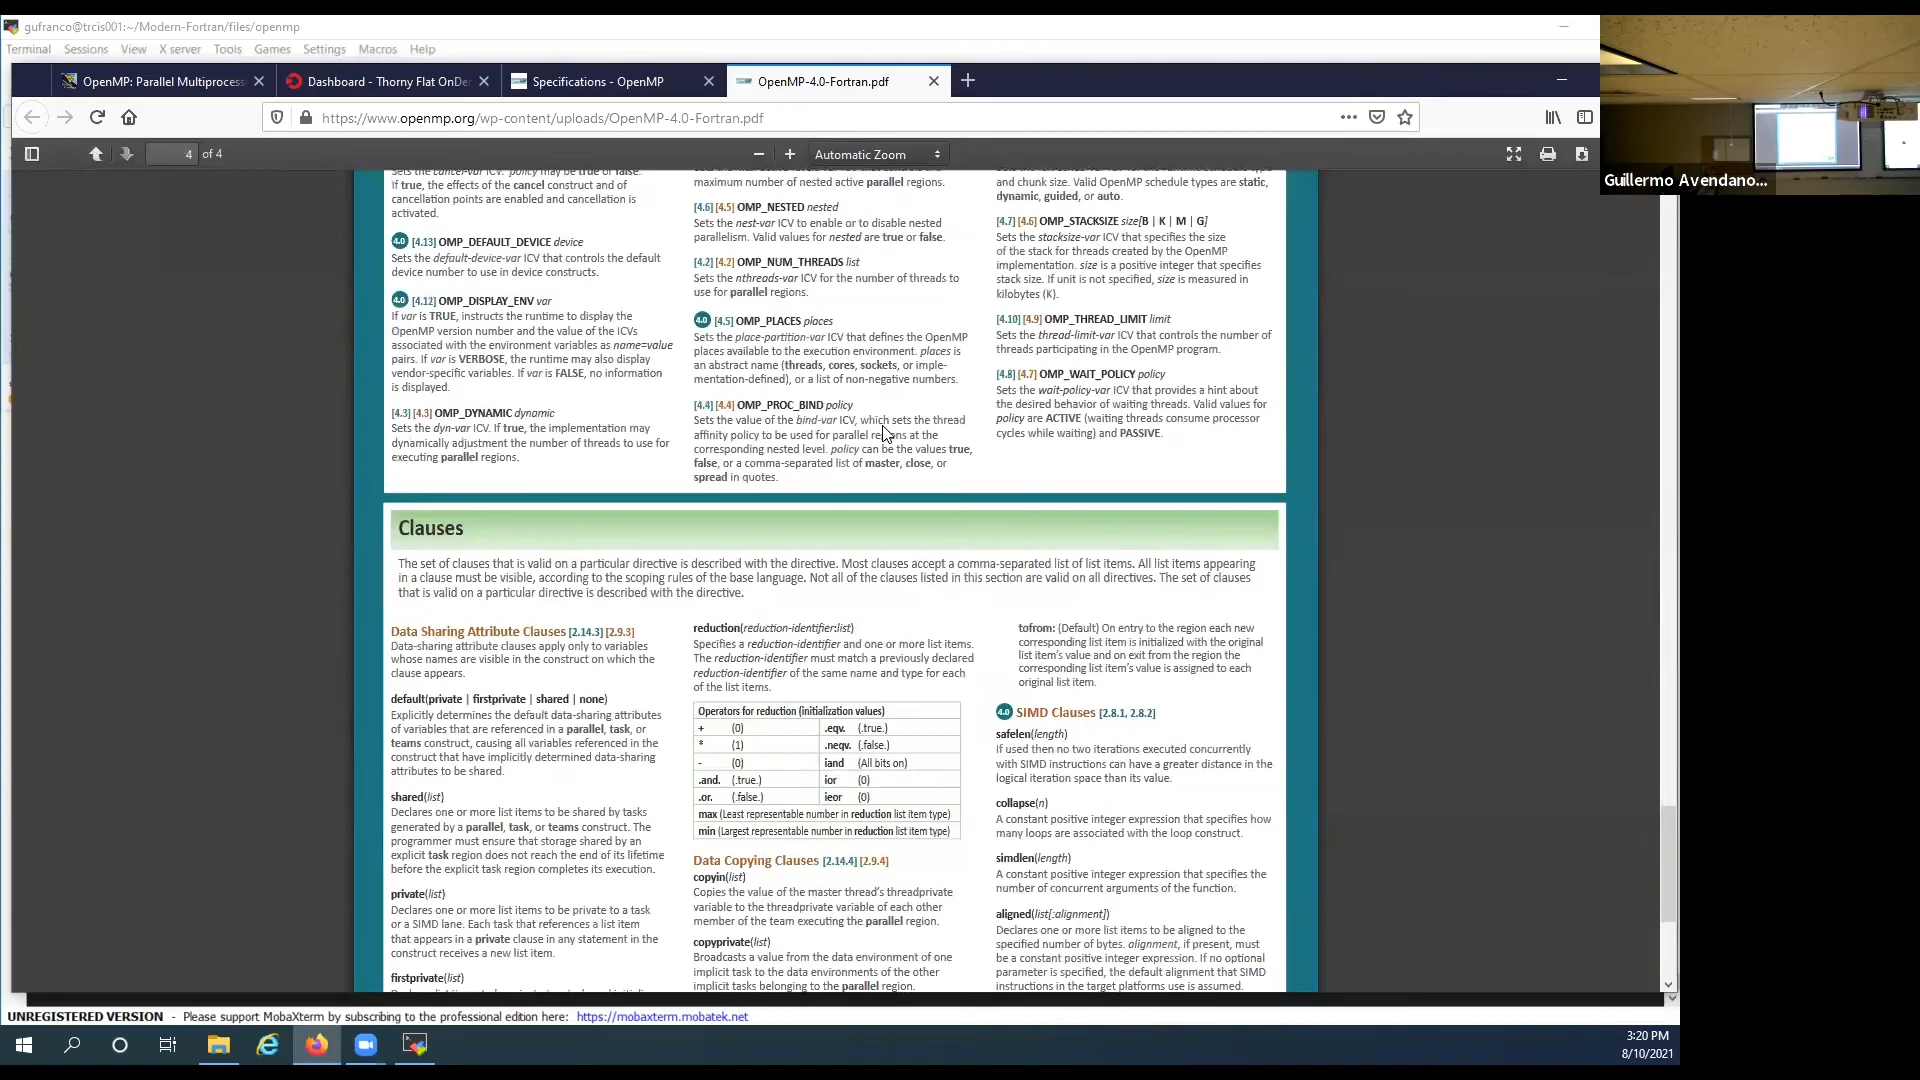 gufranco@trcis001:~/Modern-Fortran/files/openmp
Terminal Sessions View X server Tools Games Settings Macros Help
OpenMP: Parallel Multiprocess
Dashboard - Thorny Flat OnDe
Specifications - OpenMP
OpenMP-4.0-Fortran.pdf
https://www.openmp.org/wp-content/uploads/OpenMP-4.0-Fortran.pdf
4 of 4
Automatic Zoom
Guillermo Avendano...
Sets the cancel-var ICV. policy may be true or false.
If true, the effects of the cancel construct and of
cancellation points are enabled and cancellation is
activated.
4.0 [4.13] OMP_DEFAULT_DEVICE device
Sets the default-device-var ICV that controls the default
device number to use in device constructs.
4.0 [4.12] OMP_DISPLAY_ENV var
If var is TRUE, instructs the runtime to display the
OpenMP version number and the value of the ICVs
associated with the environment variables as name=value
pairs. If var is VERBOSE, the runtime may also display
vendor-specific variables. If var is FALSE, no information
is displayed.
[4.3] [4.3] OMP_DYNAMIC dynamic
Sets the dyn-var ICV. If true, the implementation may
dynamically adjustment the number of threads to use for
executing parallel regions.
maximum number of nested active parallel regions.
[4.6] [4.5] OMP_NESTED nested
Sets the nest-var ICV to enable or to disable nested
parallelism. Valid values for nested are true or false.
[4.2] [4.2] OMP_NUM_THREADS list
Sets the nthreads-var ICV for the number of threads to
use for parallel regions.
4.0 [4.5] OMP_PLACES places
Sets the place-partition-var ICV that defines the OpenMP
places available to the execution environment. places is
an abstract name (threads, cores, sockets, or imple-
mentation-defined), or a list of non-negative numbers.
[4.4] [4.4] OMP_PROC_BIND policy
Sets the value of the bind-var ICV, which sets the thread
affinity policy to be used for parallel regions at the
corresponding nested level. policy can be the values true,
false, or a comma-separated list of master, close, or
spread in quotes.
and chunk size. Valid OpenMP schedule types are static,
dynamic, guided, or auto.
[4.7] [4.6] OMP_STACKSIZE size[B | K | M | G]
Sets the stacksize-var ICV that specifies the size
of the stack for threads created by the OpenMP
implementation. size is a positive integer that specifies
stack size. If unit is not specified, size is measured in
kilobytes (K).
[4.10] [4.9] OMP_THREAD_LIMIT limit
Sets the thread-limit-var ICV that controls the number of
threads participating in the OpenMP program.
[4.8] [4.7] OMP_WAIT_POLICY policy
Sets the wait-policy-var ICV that provides a hint about
the desired behavior of waiting threads. Valid values for
policy are ACTIVE (waiting threads consume processor
cycles while waiting) and PASSIVE.
Clauses
The set of clauses that is valid on a particular directive is described with the directive. Most clauses accept a comma-separated list of list items. All list items appearing
in a clause must be visible, according to the scoping rules of the base language. Not all of the clauses listed in this section are valid on all directives. The set of clauses
that is valid on a particular directive is described with the directive.
Data Sharing Attribute Clauses [2.14.3] [2.9.3]
Data-sharing attribute clauses apply only to variables
whose names are visible in the construct on which the
clause appears.
default(private | firstprivate | shared | none)
Explicitly determines the default data-sharing attributes
of variables that are referenced in a parallel, task, or
teams construct, causing all variables referenced in the
construct that have implicitly determined data-sharing
attributes to be shared.
shared(list)
Declares one or more list items to be shared by tasks
generated by a parallel, task, or teams construct. The
programmer must ensure that storage shared by an
explicit task region does not reach the end of its lifetime
before the explicit task region completes its execution.
private(list)
Declares one or more list items to be private to a task
or a SIMD lane. Each task that references a list item
that appears in a private clause in any statement in the
construct receives a new list item.
firstprivate(list)
reduction(reduction-identifier:list)
Specifies a reduction-identifier and one or more list items.
The reduction-identifier must match a previously declared
reduction-identifier of the same name and type for each
of the list items.
Operators for reduction (initialization values)
+ (0) .eqv. (.true.)
* (1) .neqv. (.false.)
- (0) iand (All bits on)
.and. (.true.) ior (0)
.or. (.false.) ieor (0)
max (Least representable number in reduction list item type)
min (Largest representable number in reduction list item type)
Data Copying Clauses [2.14.4] [2.9.4]
copyin(list)
Copies the value of the master thread's threadprivate
variable to the threadprivate variable of each other
member of the team executing the parallel region.
copyprivate(list)
Broadcasts a value from the data environment of one
implicit task to the data environments of the other
implicit tasks belonging to the parallel region.
tofrom: (Default) On entry to the region each new
corresponding list item is initialized with the original
list item's value and on exit from the region the
corresponding list item's value is assigned to each
original list item.
4.0 SIMD Clauses [2.8.1, 2.8.2]
safelen(length)
If used then no two iterations executed concurrently
with SIMD instructions can have a greater distance in the
logical iteration space than its value.
collapse(n)
A constant positive integer expression that specifies how
many loops are associated with the loop construct.
simdlen(length)
A constant positive integer expression that specifies the
number of concurrent arguments of the function.
aligned(list[:alignment])
Declares one or more list items to be aligned to the
specified number of bytes. alignment, if present, must
be a constant positive integer expression. If no optional
parameter is specified, the default alignment that SIMD
instructions in the target platforms use is assumed.
UNREGISTERED VERSION - Please support MobaXterm by subscribing to the professional edition here: https://mobaxterm.mobatek.net
3:20 PM
8/10/2021